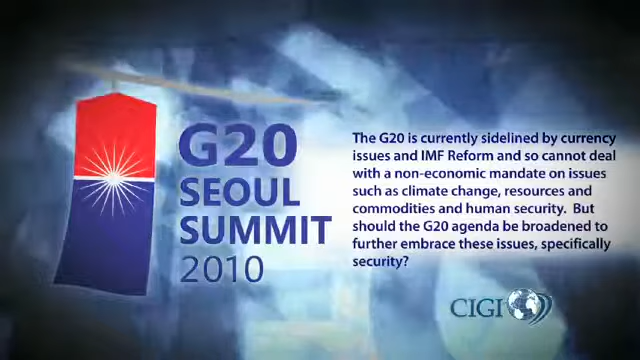 G20
SEOUL
SUMMIT
2010
The G20 is currently sidelined by currency
issues and IMF Reform and so cannot deal
with a non-economic mandate on issues
such as climate change, resources and
commodities and human security.  But
should the G20 agenda be broadened to
further embrace these issues, specifically
security?
CIGI